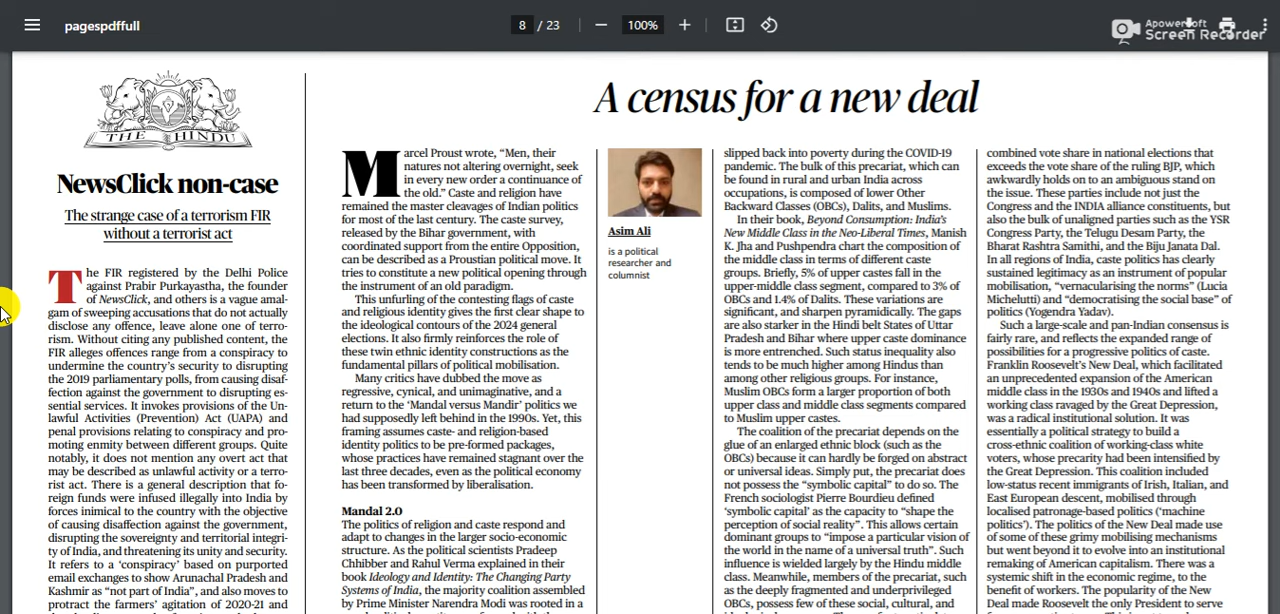 pagespdffull
8 / 23
100%
Apowersoft
Screen Recorder
THE HINDU
NewsClick non-case
The strange case of a terrorism FIR
without a terrorist act
The FIR registered by the Delhi Police
against Prabir Purkayastha, the founder
of NewsClick, and others is a vague amal-
gam of sweeping accusations that do not actually
disclose any offence, leave alone one of terro-
rism. Without citing any published content, the
FIR alleges offences range from a conspiracy to
undermine the country's security to disrupting
the 2019 parliamentary polls, from causing disaf-
fection against the government to disrupting es-
sential services. It invokes provisions of the Un-
lawful Activities (Prevention) Act (UAPA) and
penal provisions relating to conspiracy and pro-
moting enmity between different groups. Quite
notably, it does not mention any overt act that
may be described as unlawful activity or a terro-
rist act. There is a general description that fo-
reign funds were infused illegally into India by
forces inimical to the country with the objective
of causing disaffection against the government,
disrupting the sovereignty and territorial integri-
ty of India, and threatening its unity and security.
It refers to a 'conspiracy' based on purported
email exchanges to show Arunachal Pradesh and
Kashmir as "not part of India", and also moves to
protract the farmers' agitation of 2020-21 and
A census for a new deal
Marcel Proust wrote, "Men, their
natures not altering overnight, seek
in every new order a continuance of
the old." Caste and religion have
remained the master cleavages of Indian politics
for most of the last century. The caste survey,
released by the Bihar government, with
coordinated support from the entire Opposition,
can be described as a Proustian political move. It
tries to constitute a new political opening through
the instrument of an old paradigm.
This unfurling of the contesting flags of caste
and religious identity gives the first clear shape to
the ideological contours of the 2024 general
elections. It also firmly reinforces the role of
these twin ethnic identity constructions as the
fundamental pillars of political mobilisation.
Many critics have dubbed the move as
regressive, cynical, and unimaginative, and a
return to the 'Mandal versus Mandir' politics we
had supposedly left behind in the 1990s. Yet, this
framing assumes caste- and religion-based
identity politics to be pre-formed packages,
whose practices have remained stagnant over the
last three decades, even as the political economy
has been transformed by liberalisation.
Mandal 2.0
The politics of religion and caste respond and
adapt to changes in the larger socio-economic
structure. As the political scientists Pradeep
Chhibber and Rahul Verma explained in their
book Ideology and Identity: The Changing Party
Systems of India, the majority coalition assembled
by Prime Minister Narendra Modi was rooted in a
Asim Ali
is a political
researcher and
columnist
slipped back into poverty during the COVID-19
pandemic. The bulk of this precariat, which can
be found in rural and urban India across
occupations, is composed of lower Other
Backward Classes (OBCs), Dalits, and Muslims.
In their book, Beyond Consumption: India's
New Middle Class in the Neo-Liberal Times, Manish
K. Jha and Pushpendra chart the composition of
the middle class in terms of different caste
groups. Briefly, 5% of upper castes fall in the
upper-middle class segment, compared to 3% of
OBCs and 1.4% of Dalits. These variations are
significant, and sharpen pyramidically. The gaps
are also starker in the Hindi belt States of Uttar
Pradesh and Bihar where upper caste dominance
is more entrenched. Such status inequality also
tends to be much higher among Hindus than
among other religious groups. For instance,
Muslim OBCs form a larger proportion of both
upper class and middle class segments compared
to Muslim upper castes.
The coalition of the precariat depends on the
glue of an enlarged ethnic block (such as the
OBCs) because it can hardly be forged on abstract
or universal ideas. Simply put, the precariat does
not possess the "symbolic capital" to do so. The
French sociologist Pierre Bourdieu defined
'symbolic capital' as the capacity to "shape the
perception of social reality". This allows certain
dominant groups to "impose a particular vision of
the world in the name of a universal truth". Such
influence is wielded largely by the Hindu middle
class. Meanwhile, members of the precariat, such
as the deeply fragmented and underprivileged
OBCs, possess few of these social, cultural, and
combined vote share in national elections that
exceeds the vote share of the ruling BJP, which
awkwardly holds on to an ambiguous stand on
the issue. These parties include not just the
Congress and the INDIA alliance constituents, but
also the bulk of unaligned parties such as the YSR
Congress Party, the Telugu Desam Party, the
Bharat Rashtra Samithi, and the Biju Janata Dal.
In all regions of India, caste politics has clearly
sustained legitimacy as an instrument of popular
mobilisation, "vernacularising the norms" (Lucia
Michelutti) and "democratising the social base" of
politics (Yogendra Yadav).
Such a large-scale and pan-Indian consensus is
fairly rare, and reflects the expanded range of
possibilities for a progressive politics of caste.
Franklin Roosevelt's New Deal, which facilitated
an unprecedented expansion of the American
middle class in the 1930s and 1940s and lifted a
working class ravaged by the Great Depression,
was a radical institutional solution. It was
essentially a political strategy to build a
cross-ethnic coalition of working-class white
voters, whose precarity had been intensified by
the Great Depression. This coalition included
low-status recent immigrants of Irish, Italian, and
East European descent, mobilised through
localised patronage-based politics ('machine
politics'). The politics of the New Deal made use
of some of these grimy mobilising mechanisms
but went beyond it to evolve into an institutional
remaking of American capitalism. There was a
systemic shift in the economic regime, to the
benefit of workers. The popularity of the New
Deal made Roosevelt the only President to serve